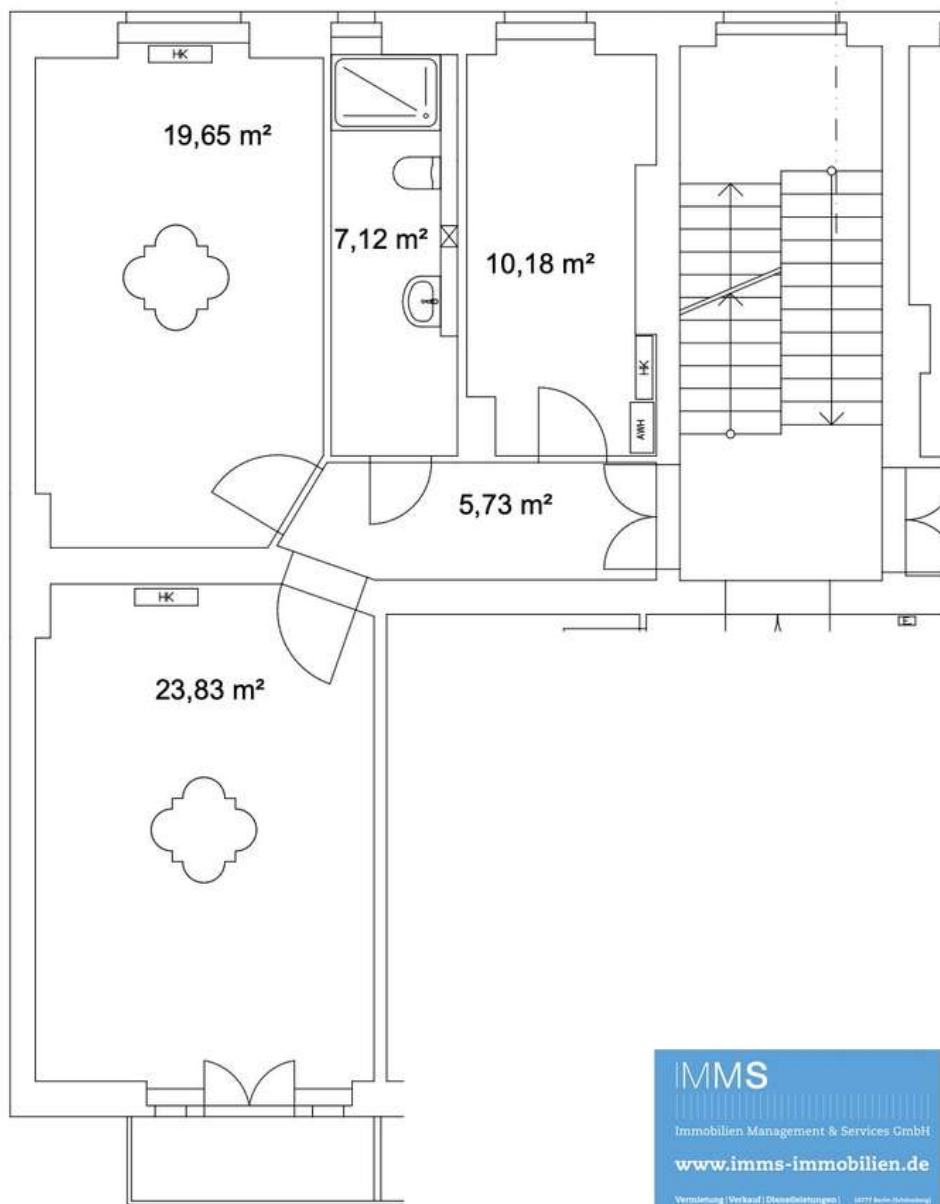 HK
19,65 m²
7,12 m²
10,18 m²
HK
AWH
5,73 m²
HK
E
23,83 m²
IMMS
Immobilien Management & Services GmbH
www.imms-immobilien.de
Vermietung | Verkauf | Dienstleistungen |